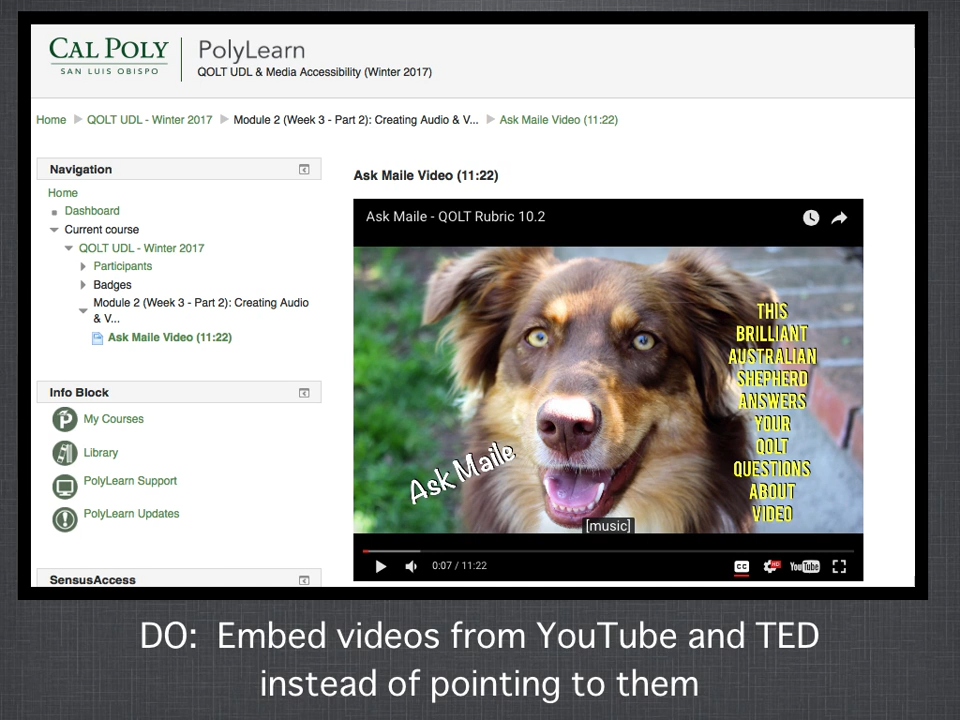 CAL POLY
SAN LUIS OBISPO
PolyLearn
QOLT UDL & Media Accessibility (Winter 2017)
Home QOLT UDL - Winter 2017 Module 2 (Week 3 - Part 2): Creating Audio & V... Ask Maile Video (11:22)
Navigation
Home
Dashboard
Current course
QOLT UDL - Winter 2017
Participants
Badges
Module 2 (Week 3 - Part 2): Creating Audio
& V...
Ask Maile Video (11:22)
Info Block
My Courses
Library
PolyLearn Support
PolyLearn Updates
SensusAccess
Ask Maile Video (11:22)
Ask Maile - QOLT Rubric 10.2
THIS
BRILLIANT
AUSTRALIAN
SHEPHERD
ANSWERS
YOUR
QOLT
QUESTIONS
ABOUT
VIDEO
Ask Maile
[music]
0:07 / 11:22
CC HD YouTube
DO: Embed videos from YouTube and TED
instead of pointing to them